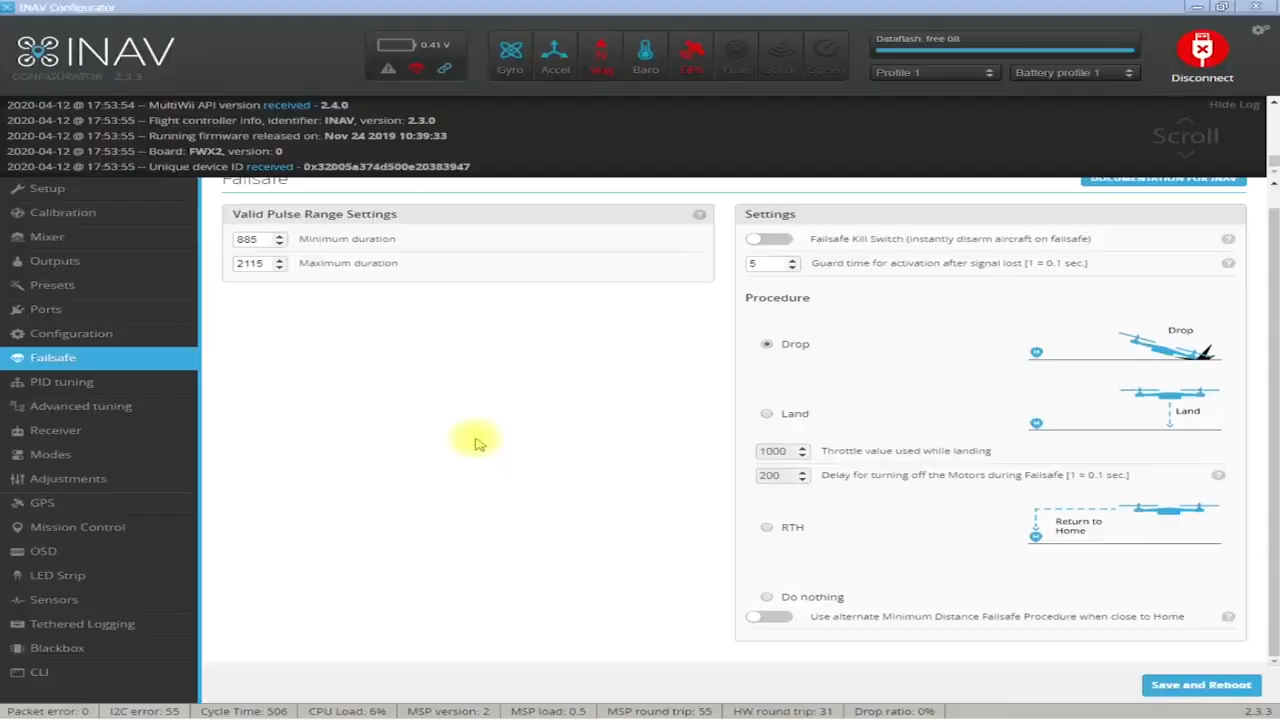 INAV Configurator
INAV
CONFIGURATOR 2.3.3
0.41 V
Gyro
Accel
Mag
Baro
GPS
Sonar
Speed
Dataflash: free 0B
Profile 1
Battery profile 1
Disconnect
2020-04-12 @ 17:53:54 -- MultiWii API version received - 2.4.0
Hide Log
2020-04-12 @ 17:53:55 -- Flight controller info, identifier: INAV, version: 2.3.0
2020-04-12 @ 17:53:55 -- Running firmware released on: Nov 24 2019 10:39:33
Scroll
2020-04-12 @ 17:53:55 -- Board: FWX2, version: 0
2020-04-12 @ 17:53:55 -- Unique device ID received - 0x32005a374d500e20383947
Setup
Calibration
Mixer
Outputs
Presets
Ports
Configuration
Failsafe
PID tuning
Advanced tuning
Receiver
Modes
Adjustments
GPS
Mission Control
OSD
LED Strip
Sensors
Tethered Logging
Blackbox
CLI
Failsafe
DOCUMENTATION FOR INAV
Valid Pulse Range Settings
885 Minimum duration
2115 Maximum duration
Settings
Failsafe Kill Switch (instantly disarm aircraft on failsafe)
5 Guard time for activation after signal lost [1 = 0.1 sec.]
Procedure
Drop
Drop
Land
Land
1000 Throttle value used while landing
200 Delay for turning off the Motors during Failsafe [1 = 0.1 sec.]
RTH
Return to
Home
Do nothing
Use alternate Minimum Distance Failsafe Procedure when close to Home
Save and Reboot
Packet error: 0
I2C error: 55
Cycle Time: 506
CPU Load: 6%
MSP version: 2
MSP load: 0.5
MSP round trip: 55
HW round trip: 31
Drop ratio: 0%
2.3.3